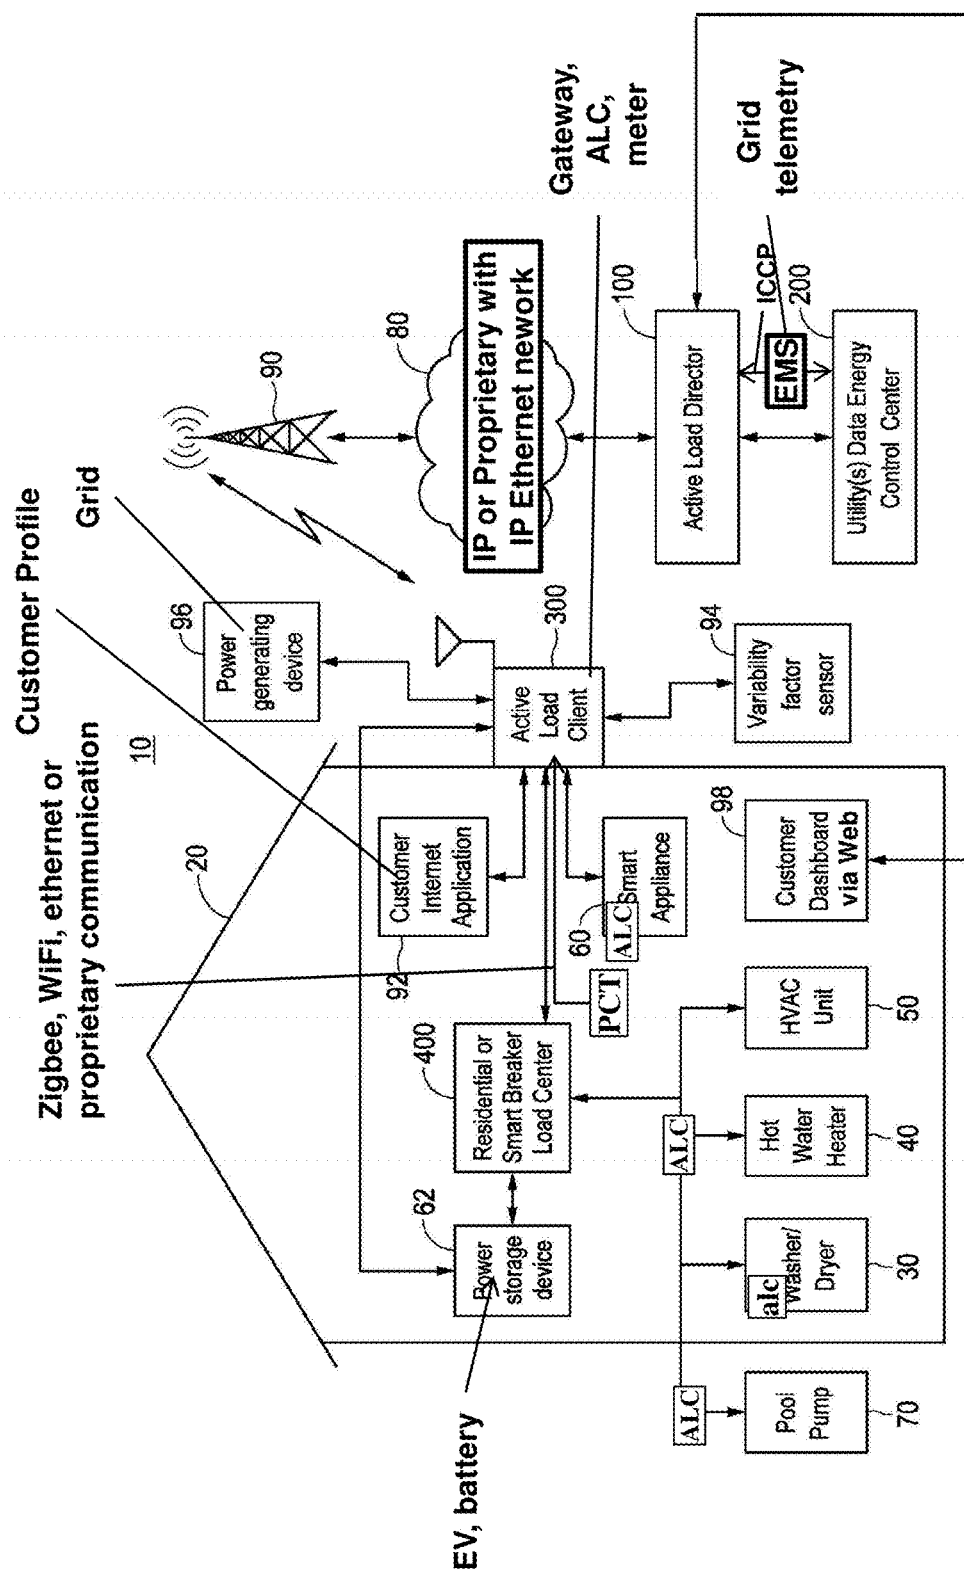 Zigbee, WiFi, ethernet or
proprietary communication
Customer Profile
Grid
10
20
90
80
IP or Proprietary with
IP Ethernet nework
Gateway,
ALC,
meter
Grid
telemetry
96
Power
generating
device
300
Active
Load
Client
94
Variability
factor
sensor
100
Active Load Director
ICCP
EMS
200
Utility(s) Data Energy
Control Center
92
Customer
Internet
Application
60
ALC
Smart
Appliance
PCT
98
Customer
Dashboard
via Web
400
Residential or
Smart Breaker
Load Center
62
Power
storage
device
EV, battery
ALC
ALC
HVAC
Unit
50
Hot
Water
Heater
40
alc
Washer/
Dryer
30
Pool
Pump
70